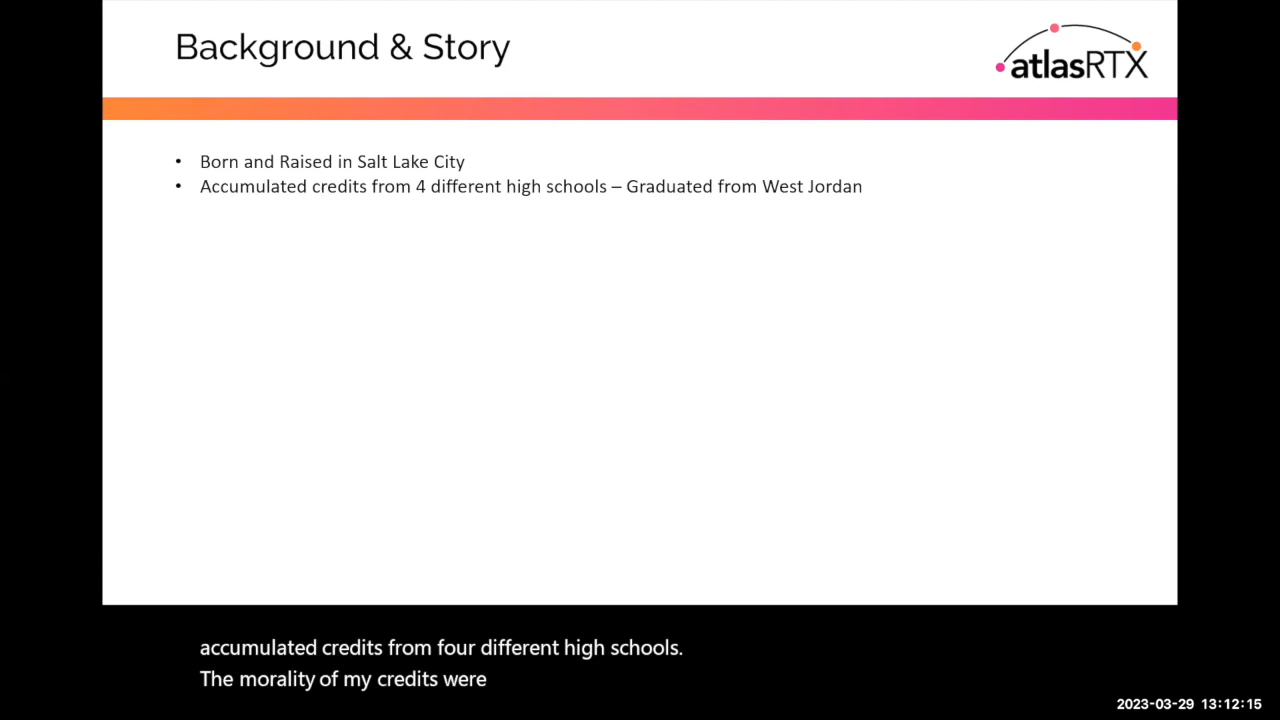 Background & Story
atlasRTX
• Born and Raised in Salt Lake City
• Accumulated credits from 4 different high schools – Graduated from West Jordan
accumulated credits from four different high schools.
The morality of my credits were
2023-03-29 13:12:15